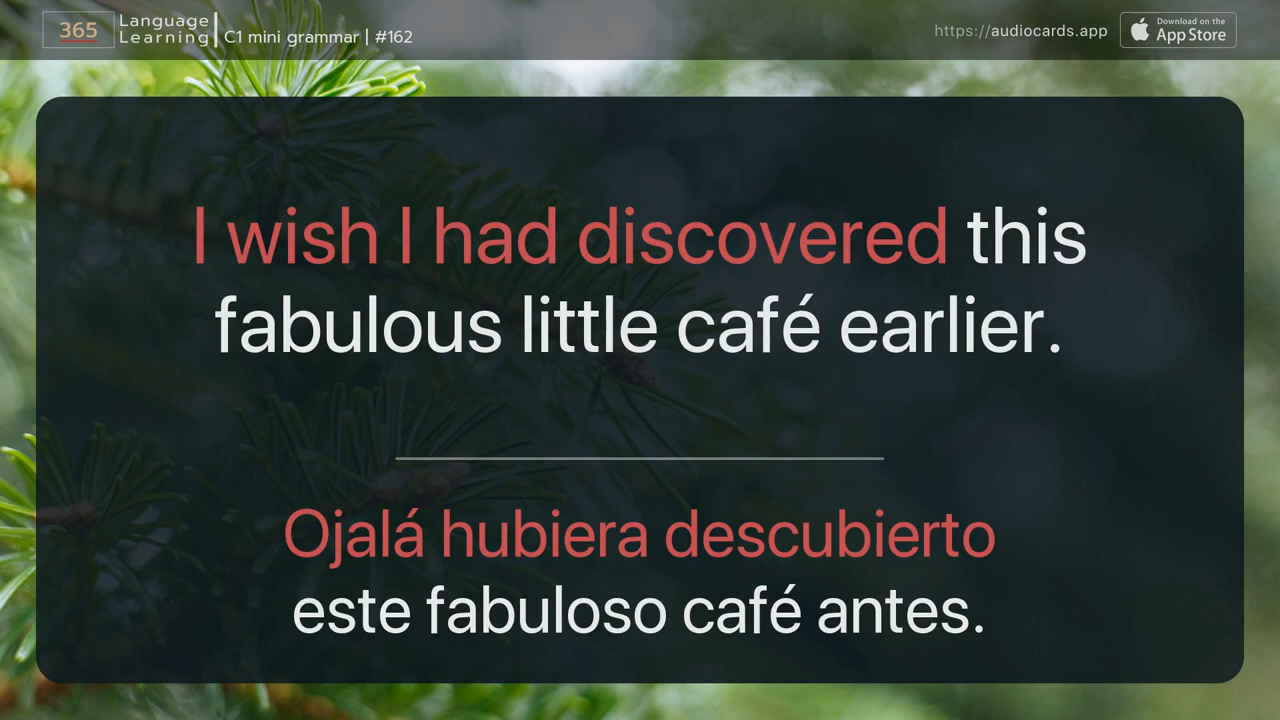 365
Language
Learning
C1 mini grammar | #162
https://audiocards.app
Download on the
App Store
I wish I had discovered this
fabulous little café earlier.
Ojalá hubiera descubierto
este fabuloso café antes.